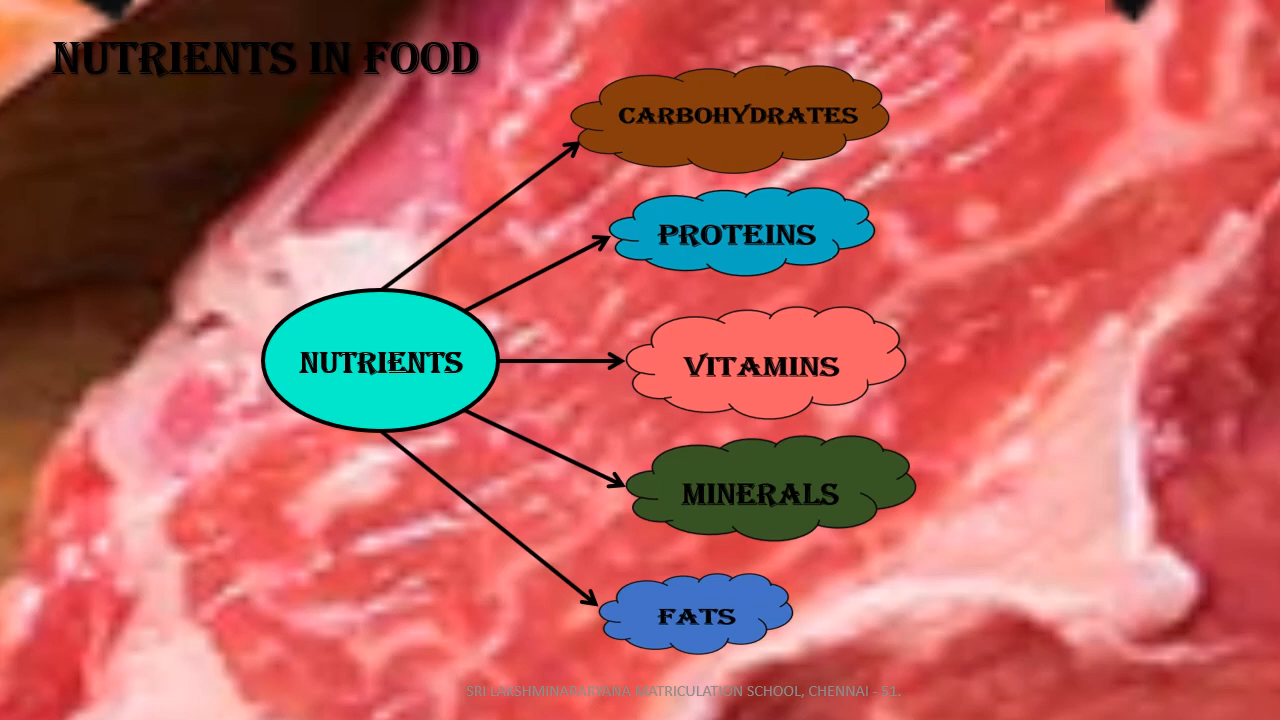 NUTRIENTS IN FOOD
CARBOHYDRATES
PROTEINS
NUTRIENTS
VITAMINS
MINERALS
FATS
SRI LAKSHMINARAYANA MATRICULATION SCHOOL, CHENNAI - 51.